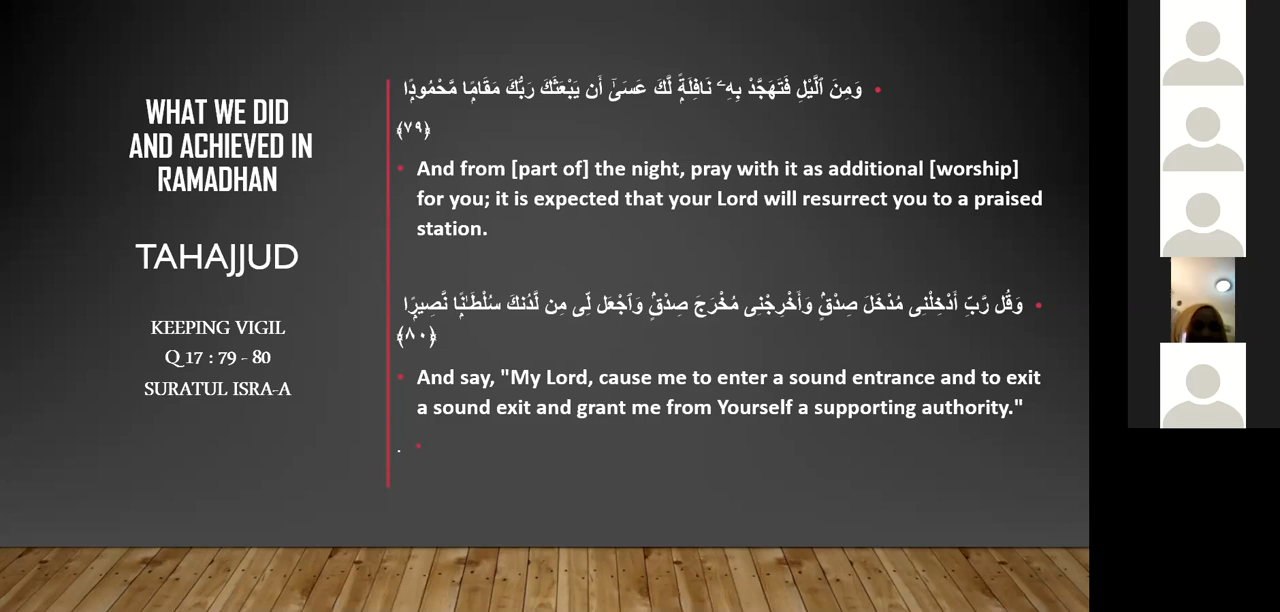 WHAT WE DID
AND ACHIEVED IN
RAMADHAN
TAHAJJUD
KEEPING VIGIL
Q 17 : 79 - 80
SURATUL ISRA-A
وَمِنَ ٱلَّيْلِ فَتَهَجَّدْ بِهِۦ نَافِلَةًۭ لَّكَ عَسَىٰٓ أَن يَبْعَثَكَ رَبُّكَ مَقَامًۭا مَّحْمُودًۭا
﴿٧٩﴾
And from [part of] the night, pray with it as additional [worship]
for you; it is expected that your Lord will resurrect you to a praised
station.
وَقُل رَّبِّ أَدْخِلْنِى مُدْخَلَ صِدْقٍۢ وَأَخْرِجْنِى مُخْرَجَ صِدْقٍۢ وَٱجْعَل لِّى مِن لَّدُنكَ سُلْطَـٰنًۭا نَّصِيرًۭا
﴿٨٠﴾
And say, "My Lord, cause me to enter a sound entrance and to exit
a sound exit and grant me from Yourself a supporting authority."
.